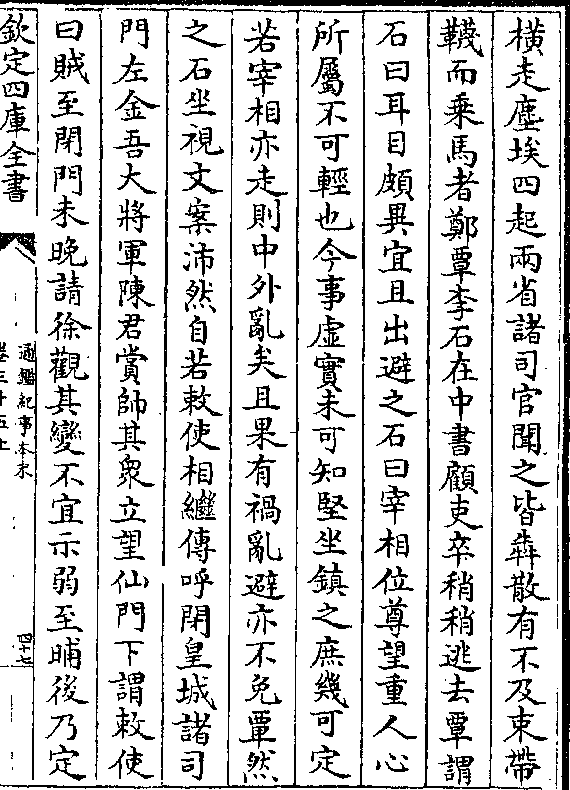 橫走塵埃四起兩省諸司官聞之皆犇散有不及束帶
韈而乗馬者鄭覃李石在中書顧吏卒稍稍逃去覃謂
石曰耳目頗異宜且出避之石曰宰相位尊望重人心
所屬不可輕也今事虛實未可知堅坐鎮之庶幾可定
若宰相亦走則中外亂矣且果有禍亂避亦不免覃然
之石坐視文案沛然自若敕使相繼傳呼閉皇城諸司
門左金吾大將軍陳君賞帥其衆立望仙門下謂敕使
曰賊至閉門未晚請徐觀其變不宜示弱至晡後乃定
欽定四庫全書
通鑑紀事本末
卷三十五上
四十七